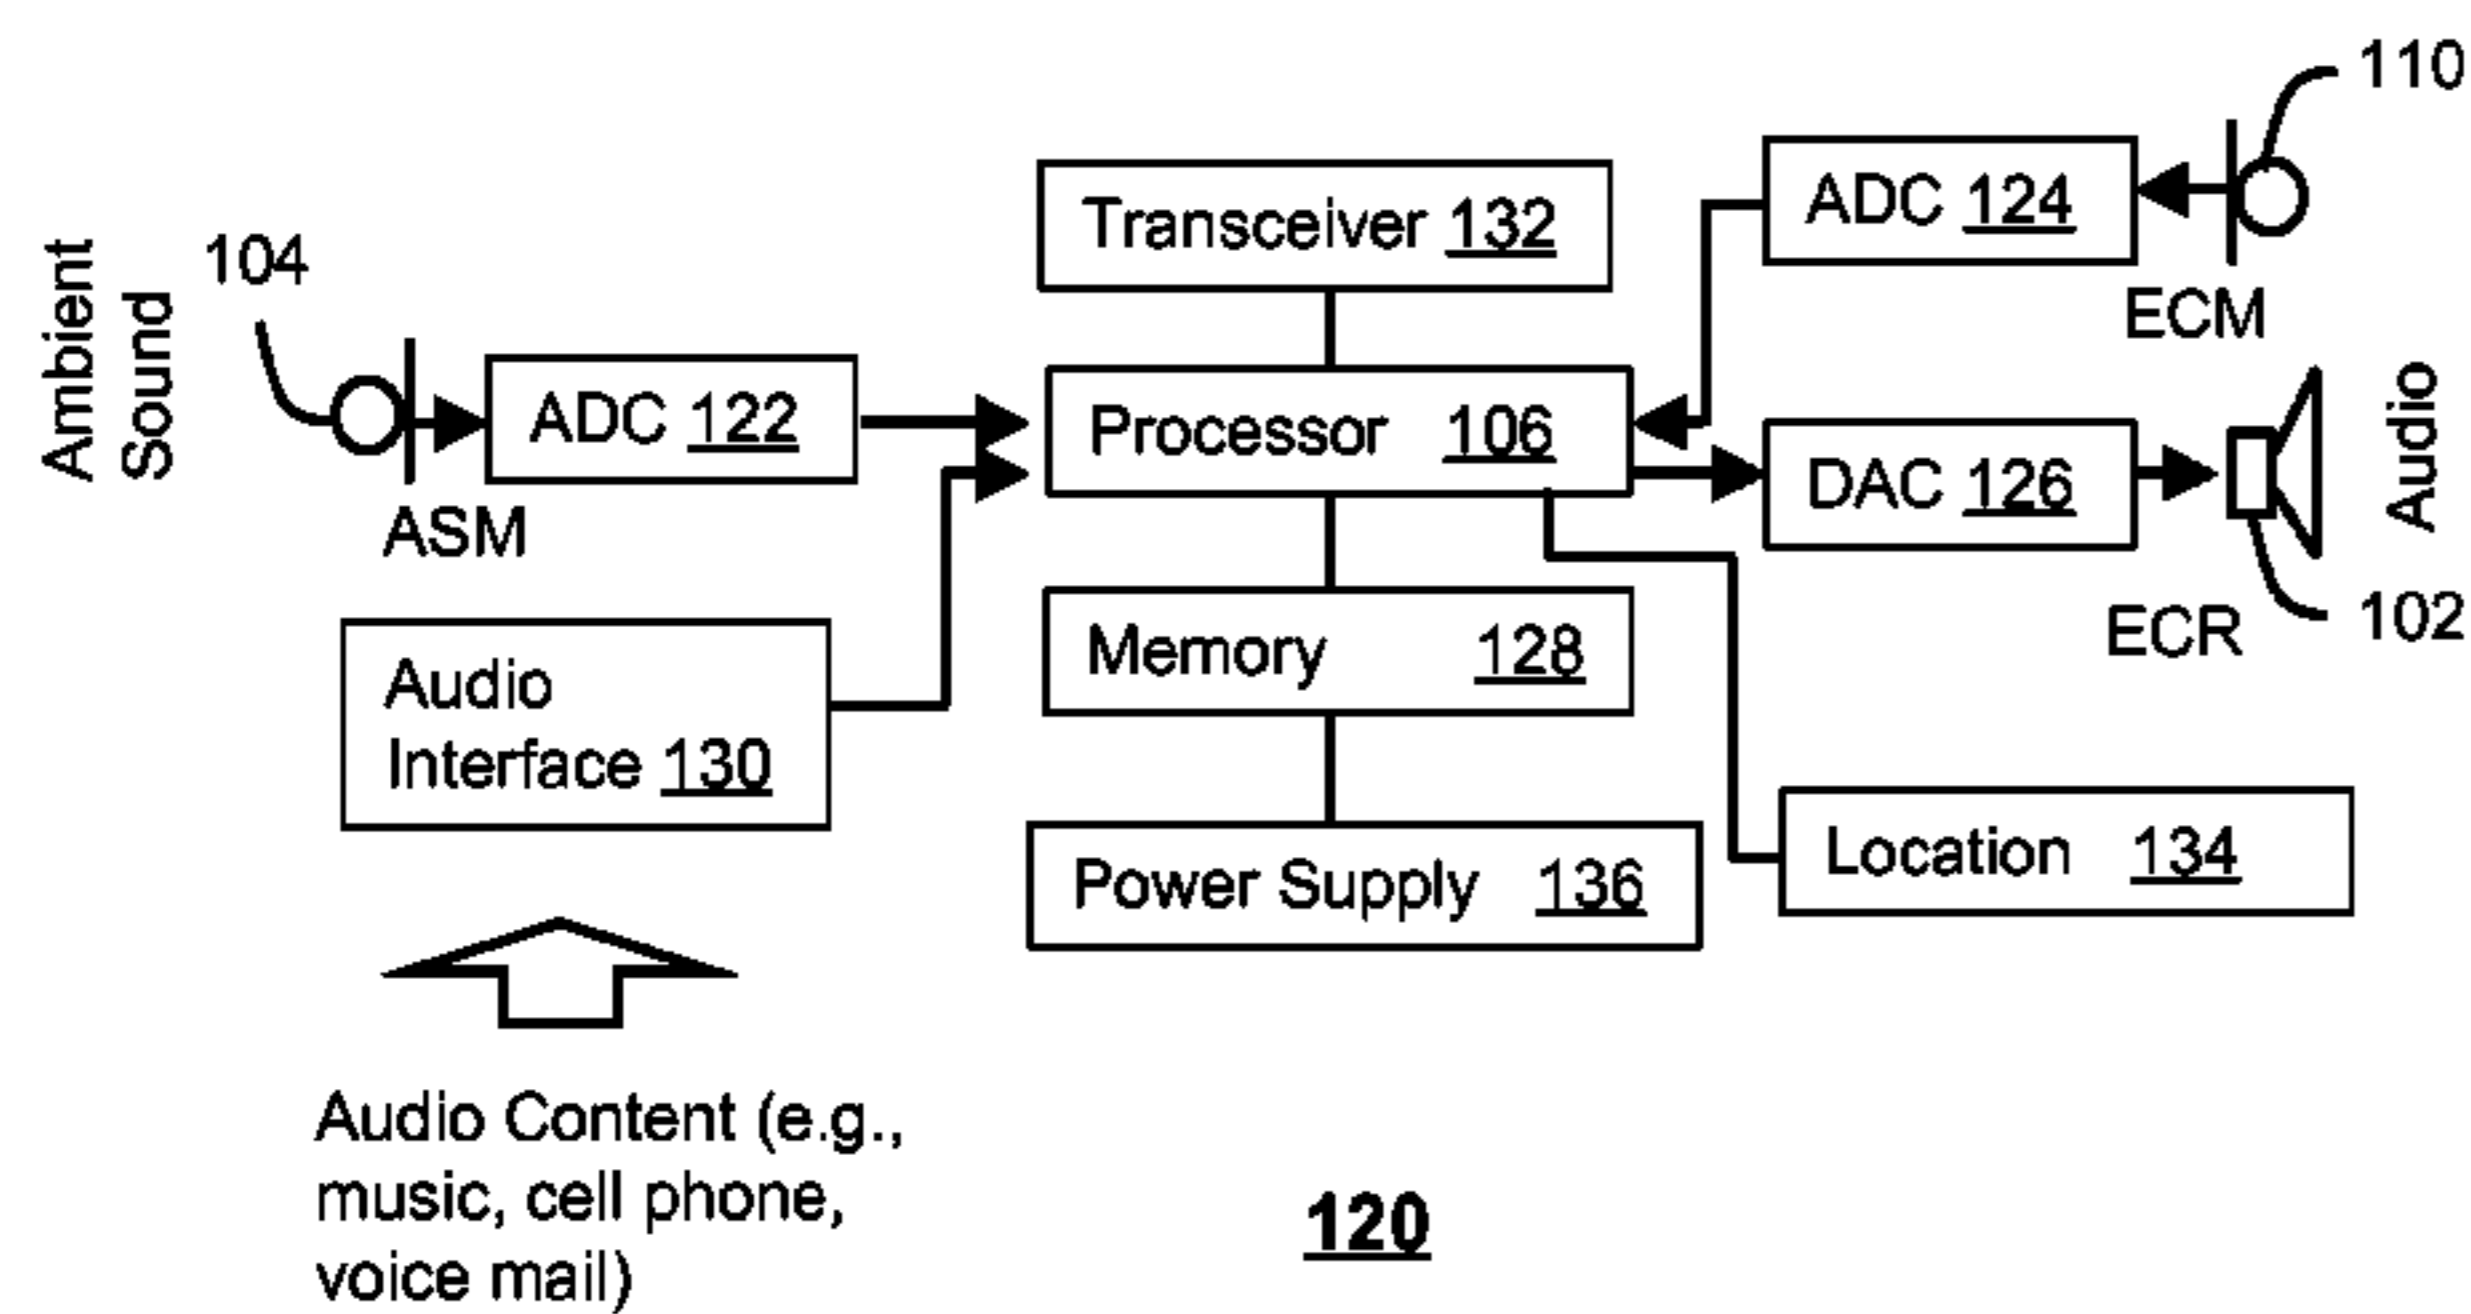 110
ADC 124
Transceiver 132
104
Ambient
Sound
ECM
ADC 122
Processor 106
Audio
DAC 126
ASM
102
ECR
Memory 128
Audio
Interface 130
Location 134
Power Supply 136
Audio Content (e.g.,
music, cell phone,
voice mail)
120